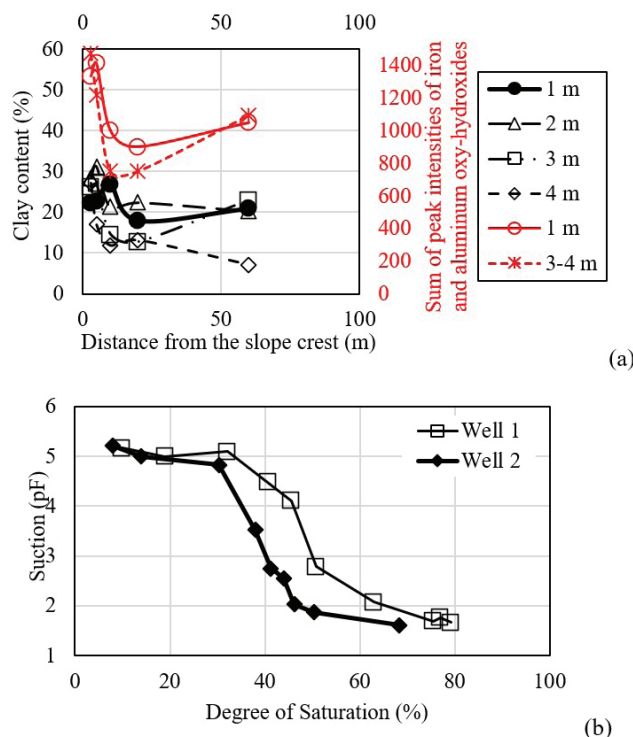 0 50 100
60
50
40
30
20
10
0
Clay content (%)
1400
1200
1000
800
600
400
200
0
Sum of peak intensities of iron
and aluminum oxy-hydroxides
0 50 100
Distance from the slope crest (m)
1 m
2 m
3 m
4 m
1 m
3-4 m
(a)
6
5
4
3
2
1
Suction (pF)
Well 1
Well 2
0 20 40 60 80 100
Degree of Saturation (%)
(b)